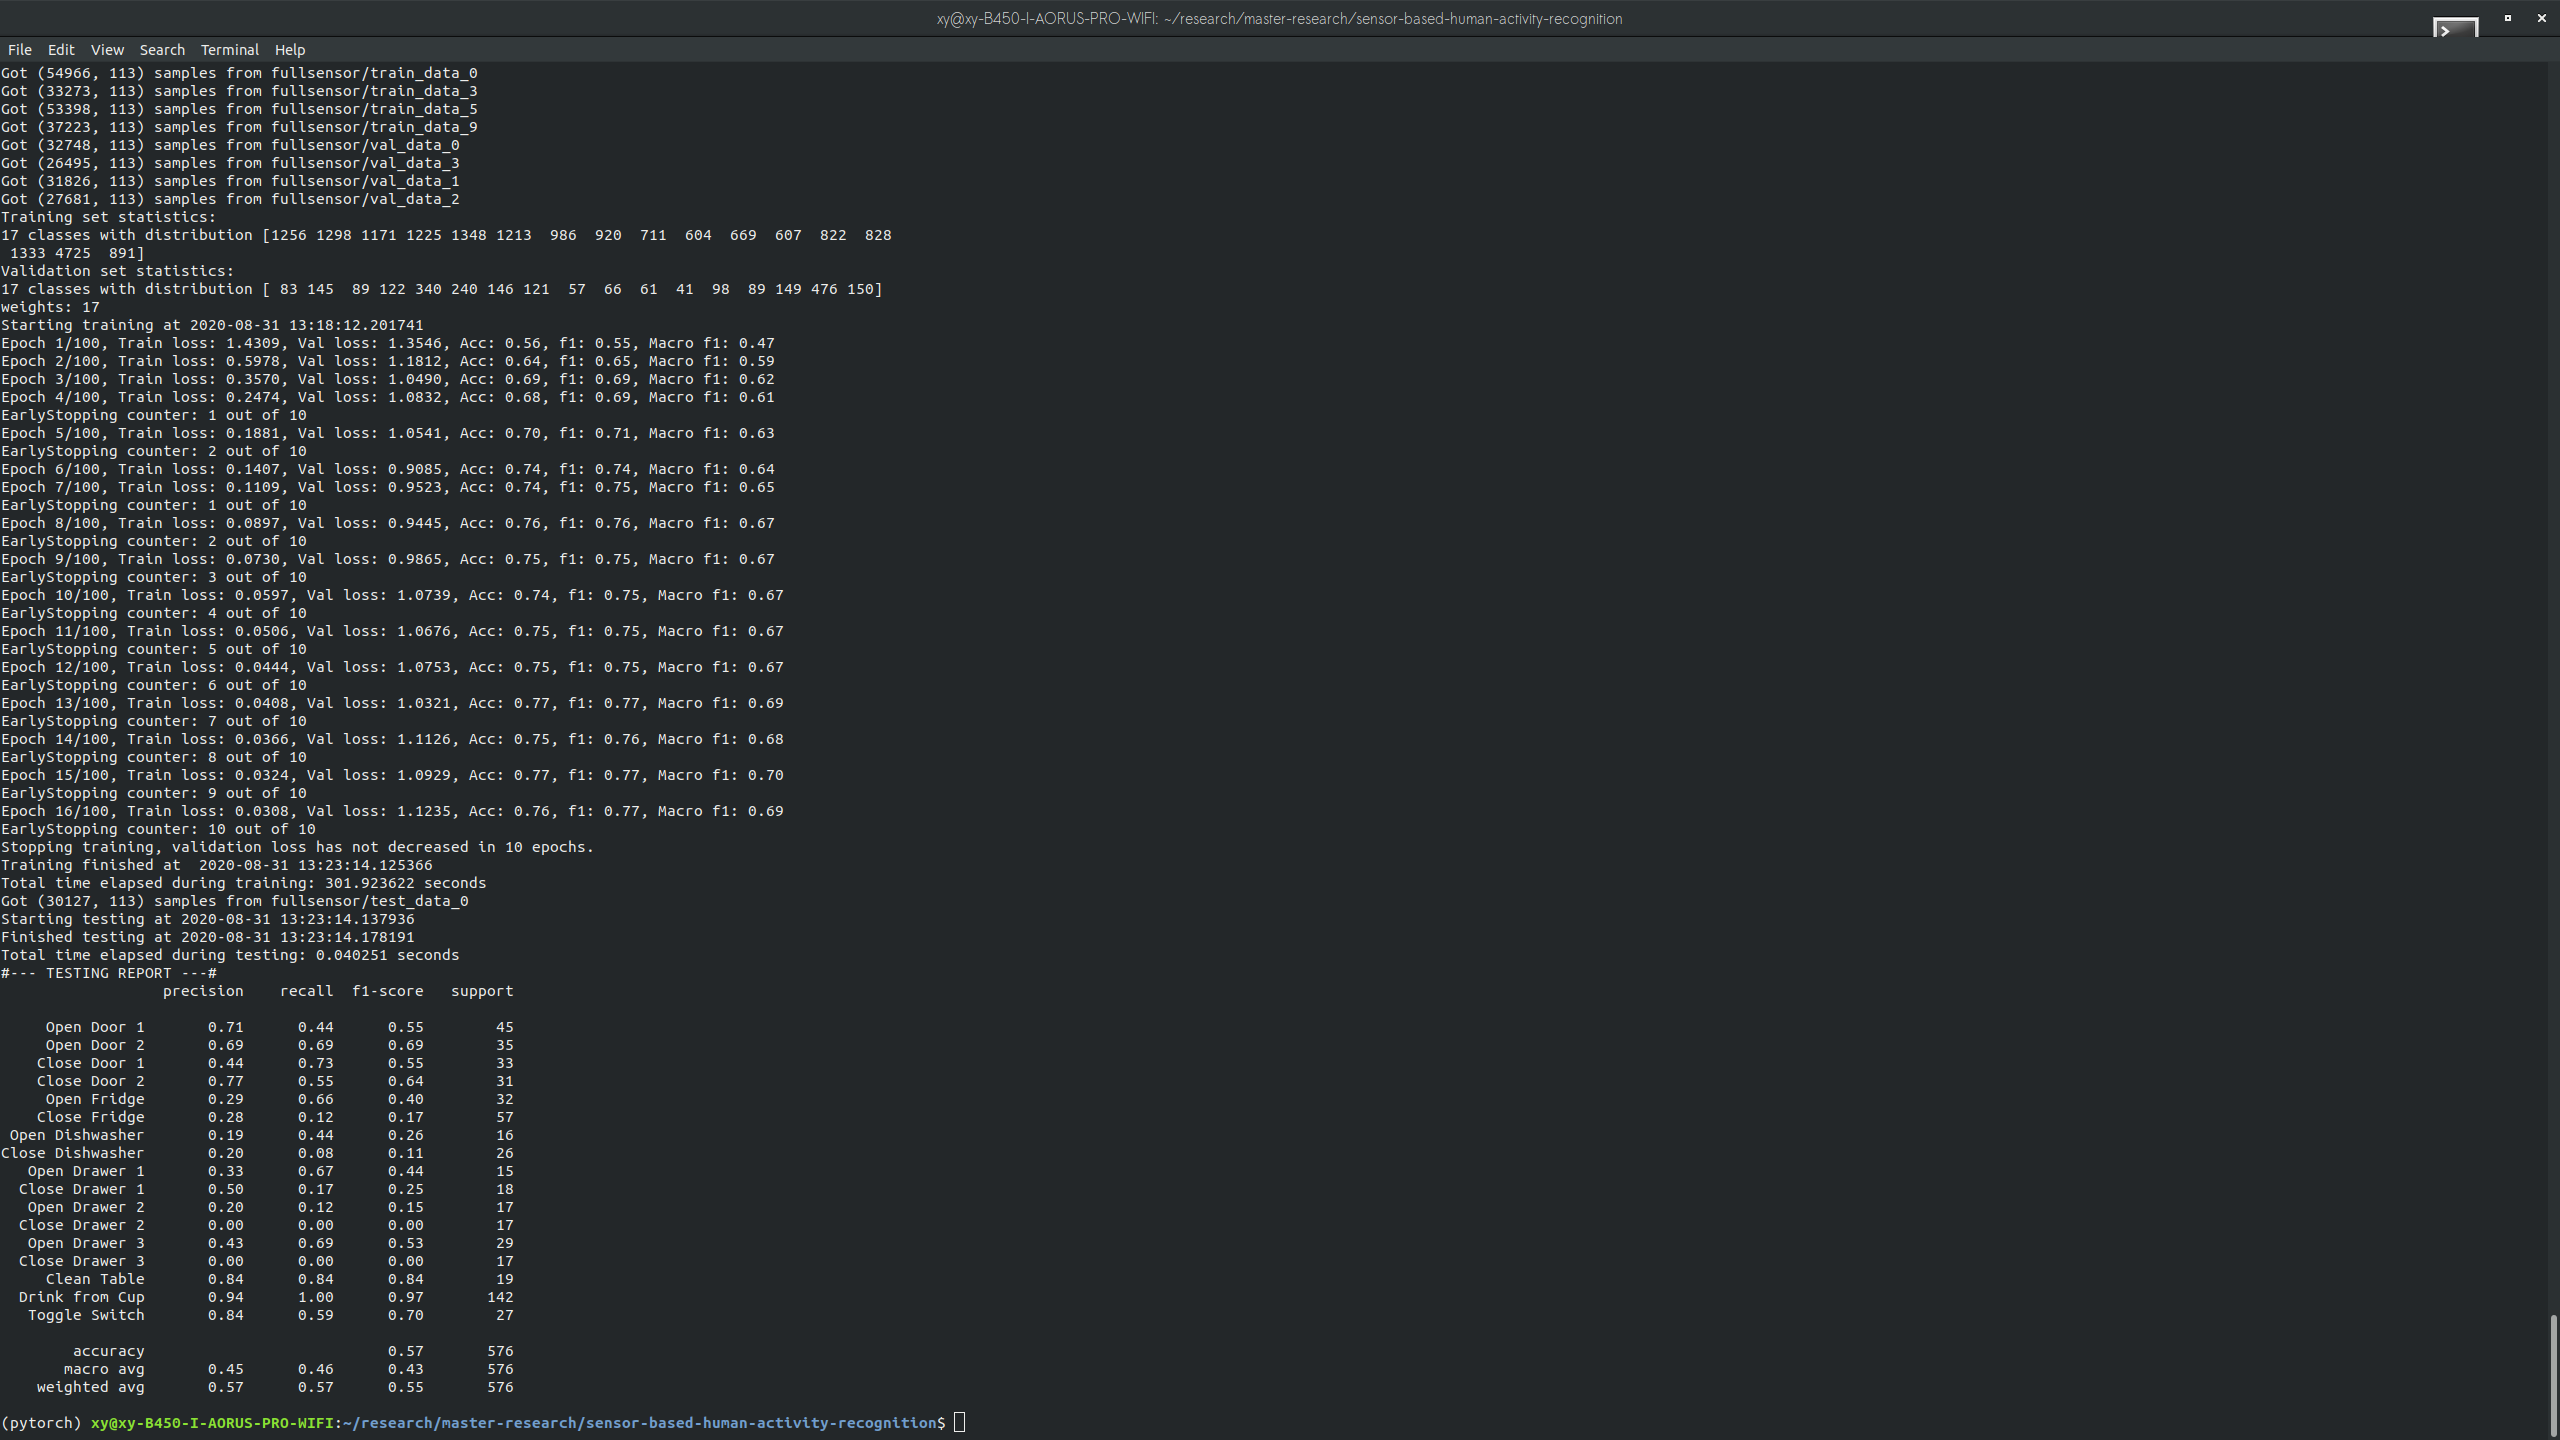 xy@xy-B450-I-AORUS-PRO-WIFI: ~/research/master-research/sensor-based-human-activity-recognition
File Edit View Search Terminal Help
Got (54966, 113) samples from fullsensor/train_data_0
Got (33273, 113) samples from fullsensor/train_data_3
Got (53398, 113) samples from fullsensor/train_data_5
Got (37223, 113) samples from fullsensor/train_data_9
Got (32748, 113) samples from fullsensor/val_data_0
Got (26495, 113) samples from fullsensor/val_data_3
Got (31826, 113) samples from fullsensor/val_data_1
Got (27681, 113) samples from fullsensor/val_data_2
Training set statistics:
17 classes with distribution [1256 1298 1171 1225 1348 1213  986  920  711  604  669  607  822  828
 1333 4725  891]
Validation set statistics:
17 classes with distribution [ 83 145  89 122 340 240 146 121  57  66  61  41  98  89 149 476 150]
weights: 17
Starting training at 2020-08-31 13:18:12.201741
Epoch 1/100, Train loss: 1.4309, Val loss: 1.3546, Acc: 0.56, f1: 0.55, Macro f1: 0.47
Epoch 2/100, Train loss: 0.5978, Val loss: 1.1812, Acc: 0.64, f1: 0.65, Macro f1: 0.59
Epoch 3/100, Train loss: 0.3570, Val loss: 1.0490, Acc: 0.69, f1: 0.69, Macro f1: 0.62
Epoch 4/100, Train loss: 0.2474, Val loss: 1.0832, Acc: 0.68, f1: 0.69, Macro f1: 0.61
EarlyStopping counter: 1 out of 10
Epoch 5/100, Train loss: 0.1881, Val loss: 1.0541, Acc: 0.70, f1: 0.71, Macro f1: 0.63
EarlyStopping counter: 2 out of 10
Epoch 6/100, Train loss: 0.1407, Val loss: 0.9085, Acc: 0.74, f1: 0.74, Macro f1: 0.64
Epoch 7/100, Train loss: 0.1109, Val loss: 0.9523, Acc: 0.74, f1: 0.75, Macro f1: 0.65
EarlyStopping counter: 1 out of 10
Epoch 8/100, Train loss: 0.0897, Val loss: 0.9445, Acc: 0.76, f1: 0.76, Macro f1: 0.67
EarlyStopping counter: 2 out of 10
Epoch 9/100, Train loss: 0.0730, Val loss: 0.9865, Acc: 0.75, f1: 0.75, Macro f1: 0.67
EarlyStopping counter: 3 out of 10
Epoch 10/100, Train loss: 0.0597, Val loss: 1.0739, Acc: 0.74, f1: 0.75, Macro f1: 0.67
EarlyStopping counter: 4 out of 10
Epoch 11/100, Train loss: 0.0506, Val loss: 1.0676, Acc: 0.75, f1: 0.75, Macro f1: 0.67
EarlyStopping counter: 5 out of 10
Epoch 12/100, Train loss: 0.0444, Val loss: 1.0753, Acc: 0.75, f1: 0.75, Macro f1: 0.67
EarlyStopping counter: 6 out of 10
Epoch 13/100, Train loss: 0.0408, Val loss: 1.0321, Acc: 0.77, f1: 0.77, Macro f1: 0.69
EarlyStopping counter: 7 out of 10
Epoch 14/100, Train loss: 0.0366, Val loss: 1.1126, Acc: 0.75, f1: 0.76, Macro f1: 0.68
EarlyStopping counter: 8 out of 10
Epoch 15/100, Train loss: 0.0324, Val loss: 1.0929, Acc: 0.77, f1: 0.77, Macro f1: 0.70
EarlyStopping counter: 9 out of 10
Epoch 16/100, Train loss: 0.0308, Val loss: 1.1235, Acc: 0.76, f1: 0.77, Macro f1: 0.69
EarlyStopping counter: 10 out of 10
Stopping training, validation loss has not decreased in 10 epochs.
Training finished at  2020-08-31 13:23:14.125366
Total time elapsed during training: 301.923622 seconds
Got (30127, 113) samples from fullsensor/test_data_0
Starting testing at 2020-08-31 13:23:14.137936
Finished testing at 2020-08-31 13:23:14.178191
Total time elapsed during testing: 0.040251 seconds
#--- TESTING REPORT ---#
precision recall f1-score support
Open Door 1 0.71 0.44 0.55 45
Open Door 2 0.69 0.69 0.69 35
Close Door 1 0.44 0.73 0.55 33
Close Door 2 0.77 0.55 0.64 31
Open Fridge 0.29 0.66 0.40 32
Close Fridge 0.28 0.12 0.17 57
Open Dishwasher 0.19 0.44 0.26 16
Close Dishwasher 0.20 0.08 0.11 26
Open Drawer 1 0.33 0.67 0.44 15
Close Drawer 1 0.50 0.17 0.25 18
Open Drawer 2 0.20 0.12 0.15 17
Close Drawer 2 0.00 0.00 0.00 17
Open Drawer 3 0.43 0.69 0.53 29
Close Drawer 3 0.00 0.00 0.00 17
Clean Table 0.84 0.84 0.84 19
Drink from Cup 0.94 1.00 0.97 142
Toggle Switch 0.84 0.59 0.70 27
accuracy 0.57 576
macro avg 0.45 0.46 0.43 576
weighted avg 0.57 0.57 0.55 576
(pytorch) xy@xy-B450-I-AORUS-PRO-WIFI:~/research/master-research/sensor-based-human-activity-recognition$